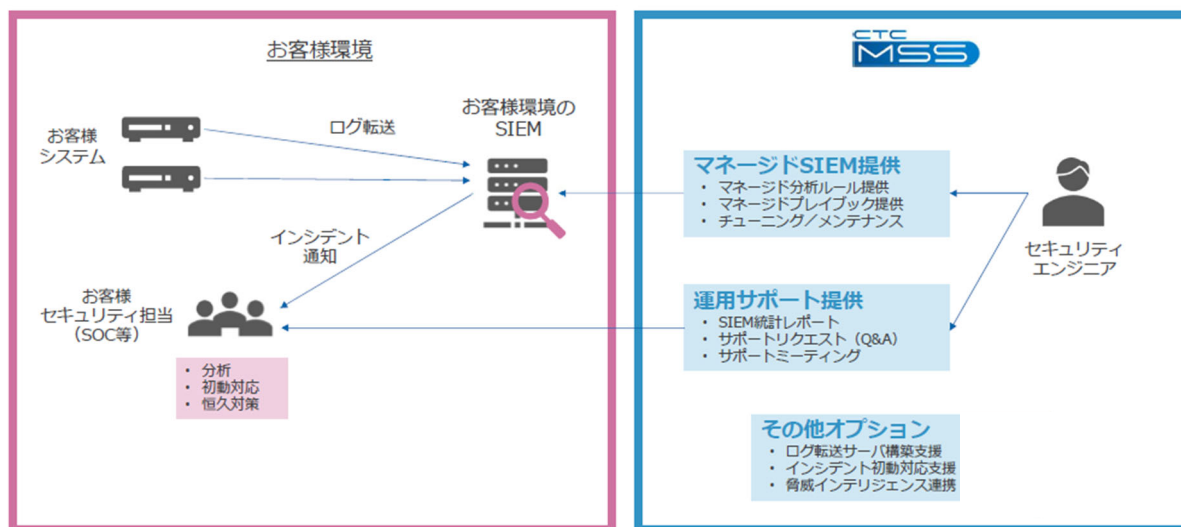 お客様環境
お客様
システム
ログ転送
お客様環境の
SIEM
インシデント
通知
お客様
セキュリティ担当
（SOC等）
・ 分析
・ 初動対応
・ 恒久対策
CTC
MSS
マネージドSIEM提供
・ マネージド分析ルール提供
・ マネージドプレイブック提供
・ チューニング／メンテナンス
セキュリティ
エンジニア
運用サポート提供
・ SIEM統計レポート
・ サポートリクエスト（Q&A）
・ サポートミーティング
その他オプション
・ ログ転送サーバ構築支援
・ インシデント初動対応支援
・ 脅威インテリジェンス連携